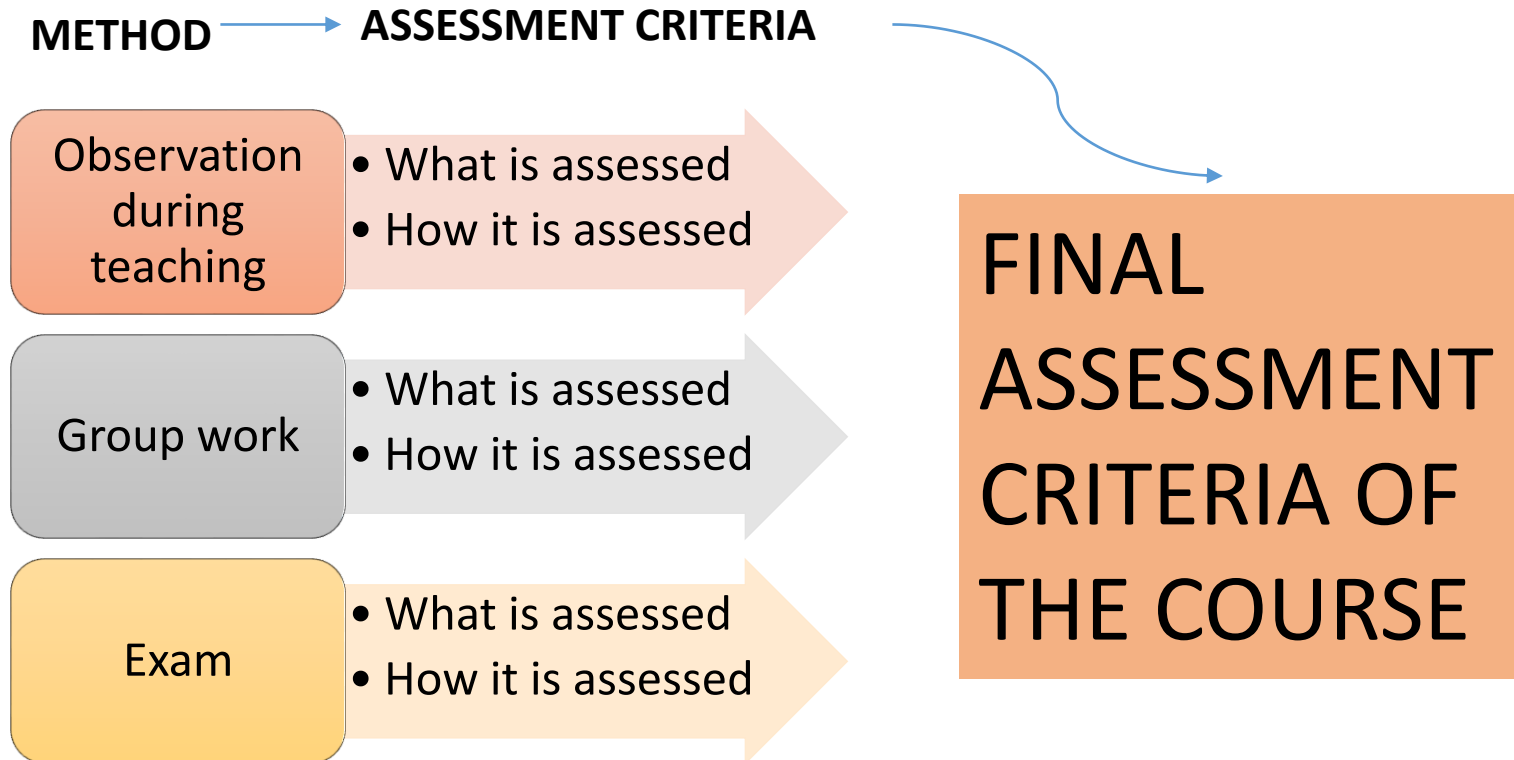 METHOD
ASSESSMENT CRITERIA
Observation
during
teaching
• What is assessed
• How it is assessed
Group work
• What is assessed
• How it is assessed
Exam
• What is assessed
• How it is assessed
FINAL
ASSESSMENT
CRITERIA OF
THE COURSE